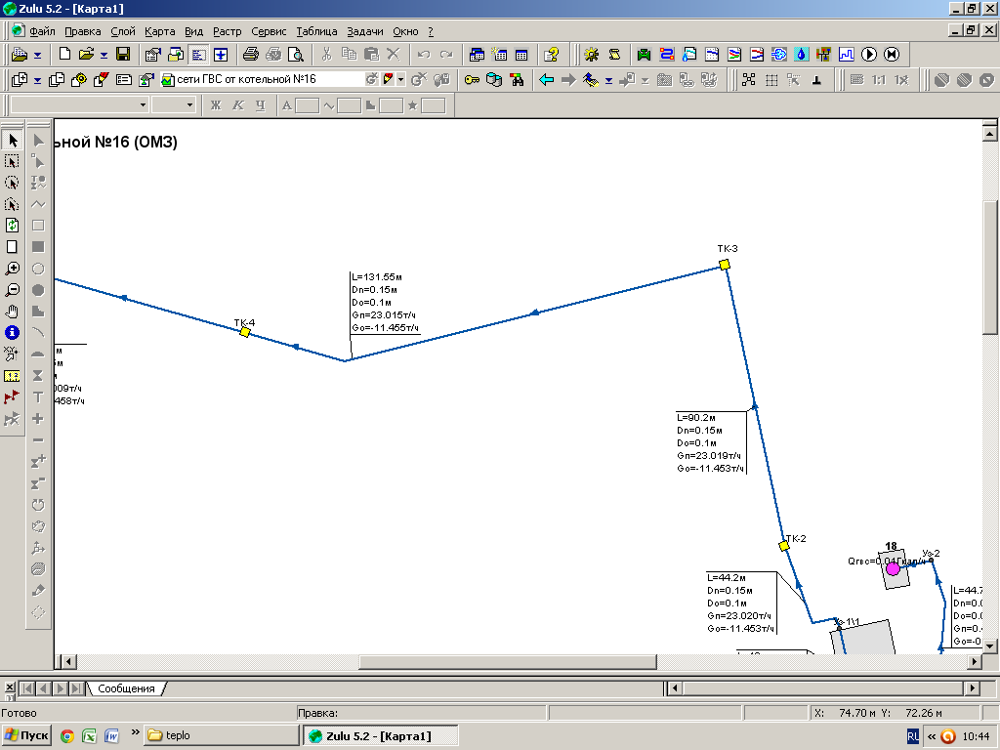 Zulu 5.2 - [Карта1]
Файл Правка Слой Карта Вид Растр Сервис Таблица Задачи Окно ?
сети ГВС от котельной №16
1:1
Ж К Ч А
ьной №16 (ОМЗ)
ТК-3
L=131.55м
Dn=0.15м
Do=0.1м
Gn=23.015т/ч
Go=-11.455т/ч
ТК-4
м
м
009т/ч
458т/ч
L=90.2м
Dn=0.15м
Do=0.1м
Gn=23.019т/ч
Go=-11.453т/ч
ТК-2
18
Уз-2
Qгвс=0.01Гкал/ч
L=44.2м
Dn=0.15м
Do=0.1м
Gn=23.020т/ч
Go=-11.453т/ч
Уз-1\1
L=44.7
Dn=0.0
Do=0.0
Gn=0.
Go=-0
Сообщения
Готово
Правка:
X: 74.70 м Y: 72.26 м
Пуск
teplo
Zulu 5.2 - [Карта1]
RU
10:44